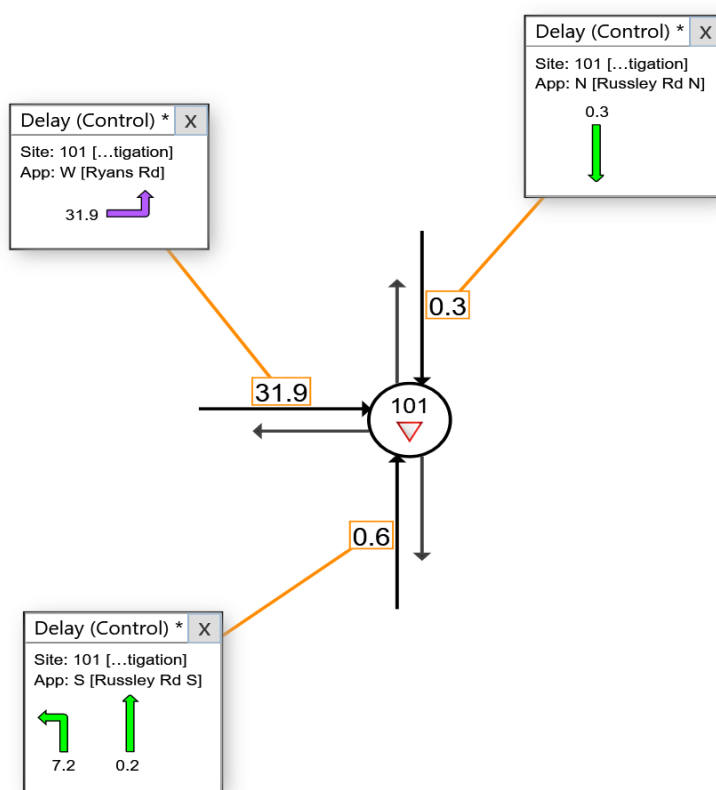 Delay (Control) * X
Site: 101 [...tigation]
App: N [Russley Rd N]
0.3
Delay (Control) * X
Site: 101 [...tigation]
App: W [Ryans Rd]
31.9
0.3
31.9
101
0.6
Delay (Control) * X
Site: 101 [...tigation]
App: S [Russley Rd S]
7.2 0.2